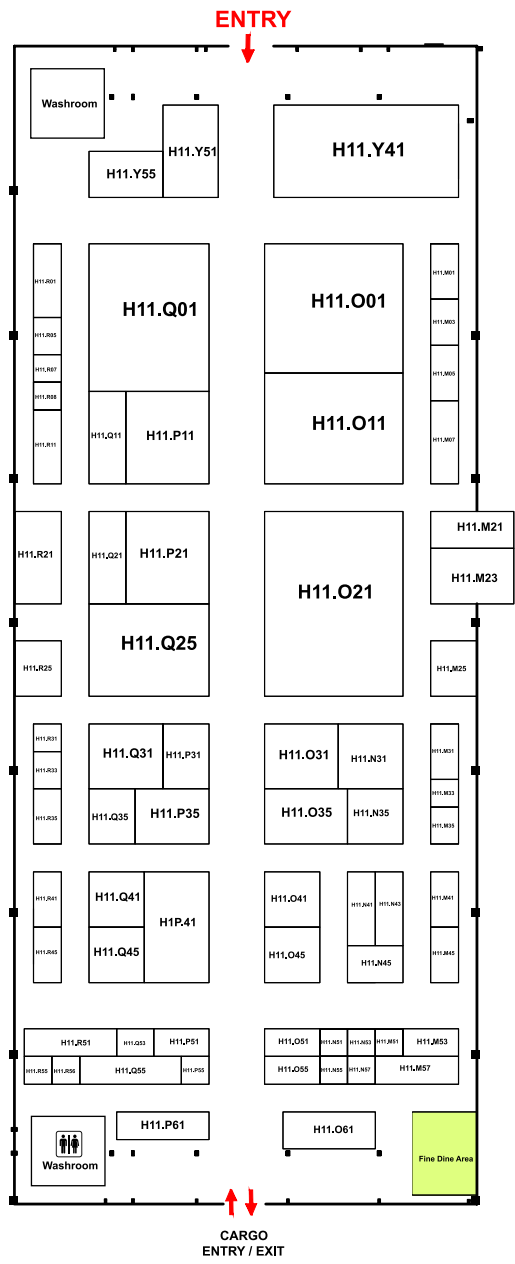 ENTRY
Washroom
H11.Y51
H11.Y41
H11.Y55
H11.R01
H11.Q01
H11.O01
H11.M01
H11.M03
H11.R05
H11.R07
H11.M05
H11.R08
H11.Q11
H11.P11
H11.O11
H11.M07
H11.R11
H11.M21
H11.R21
H11.Q21
H11.P21
H11.M23
H11.O21
H11.Q25
H11.R25
H11.M25
H11.R31
H11.Q31
H11.P31
H11.O31
H11.N31
H11.M31
H11.R33
H11.M33
H11.R35
H11.Q35
H11.P35
H11.O35
H11.N35
H11.M35
H11.R41
H11.Q41
H1P.41
H11.O41
H11.N41
H11.N43
H11.M41
H11.R45
H11.Q45
H11.O45
H11.N45
H11.M45
H11.R51
H11.Q53
H11.P51
H11.O51
H11.N51
H11.N53
H11.M51
H11.M53
H11.R55
H11.R56
H11.Q55
H11.P55
H11.O55
H11.N55
H11.N57
H11.M57
H11.P61
H11.O61
Washroom
Fine Dine Area
CARGO
ENTRY / EXIT